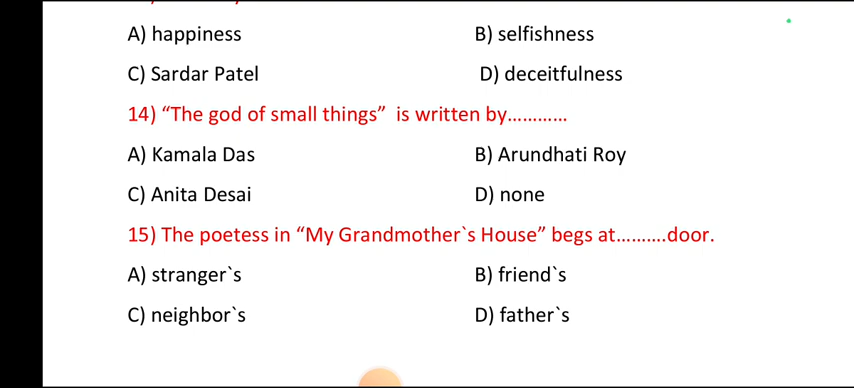 A) happiness B) selfishness
C) Sardar Patel D) deceitfulness
14) “The god of small things” is written by............
A) Kamala Das B) Arundhati Roy
C) Anita Desai D) none
15) The poetess in “My Grandmother`s House” begs at..........door.
A) stranger`s B) friend`s
C) neighbor`s D) father`s